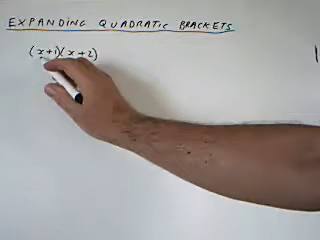 EXPANDING QUADRATIC BRACKETS
(x+1)(x+2)